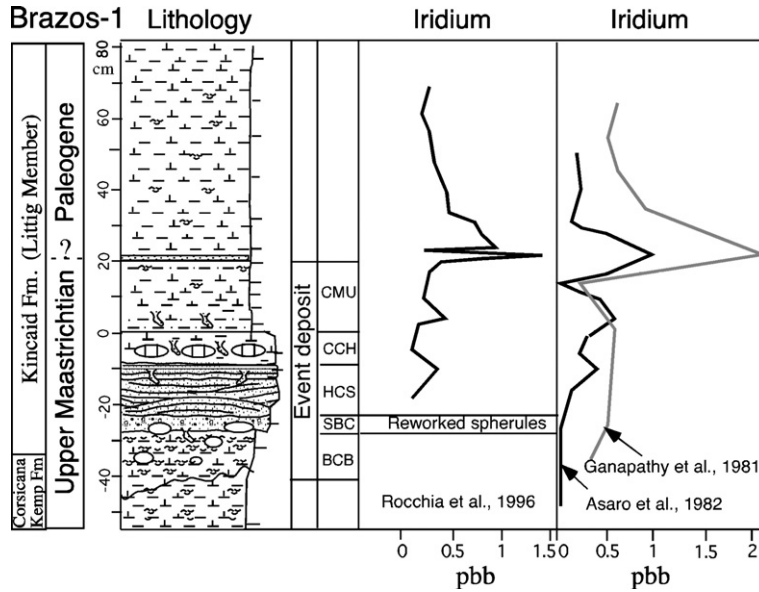 Brazos-1 Lithology Iridium Iridium
80
cm
60
40
20
0
20
-40
Kincaid Fm. (Littig Member)
Corsicana
Kemp Fm
Upper Maastrichtian -?- Paleogene
Event deposit
CMU
CCH
HCS
SBC
BCB
Reworked spherules
Rocchia et al., 1996
Ganapathy et al., 1981
Asaro et al., 1982
0 0.5 1 1.5 0 0.5 1 2
pbb pbb